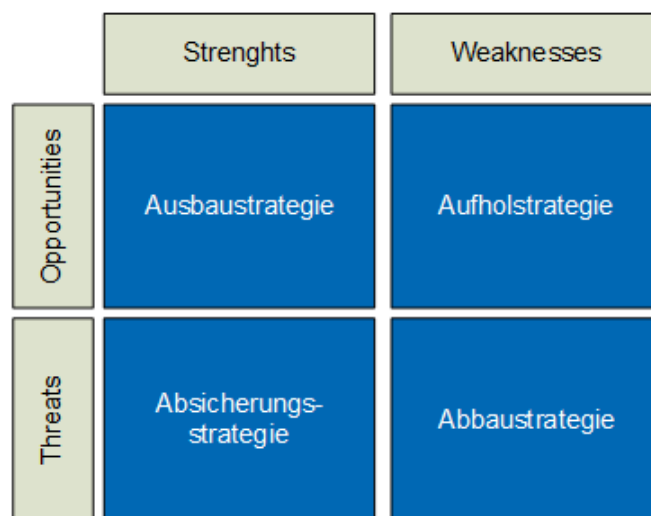 Strenghts
Weaknesses
Opportunities
Ausbaustrategie
Aufholstrategie
Threats
Absicherungs-
strategie
Abbaustrategie